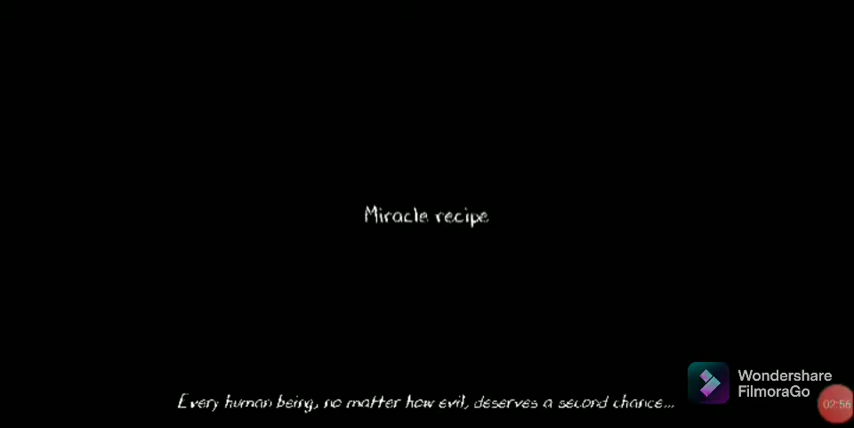 Miracle recipe
Wondershare
FilmoraGo
Every human being, no matter how evil, deserves a second chance...
02:56